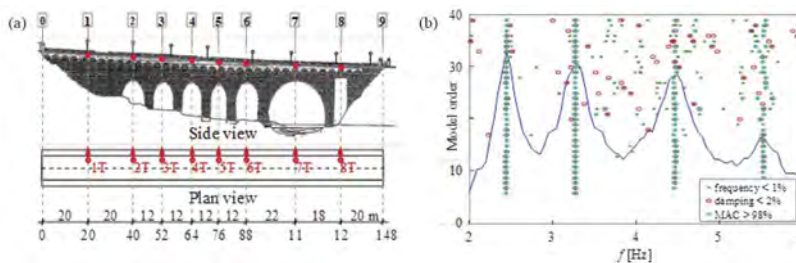 (a)
0 1 2 3 4 5 6 7 8 9
Side view
1T 2T 3T 4T 5T 6T 7T 8T
Plan view
20 20 12 12 12 12 22 18 20 m
0 20 40 52 64 76 88 11 12 148
(b)
40
30
20
10
0
Model order
2 3 4 5
f [Hz]
frequency < 1%
damping < 2%
MAC > 98%